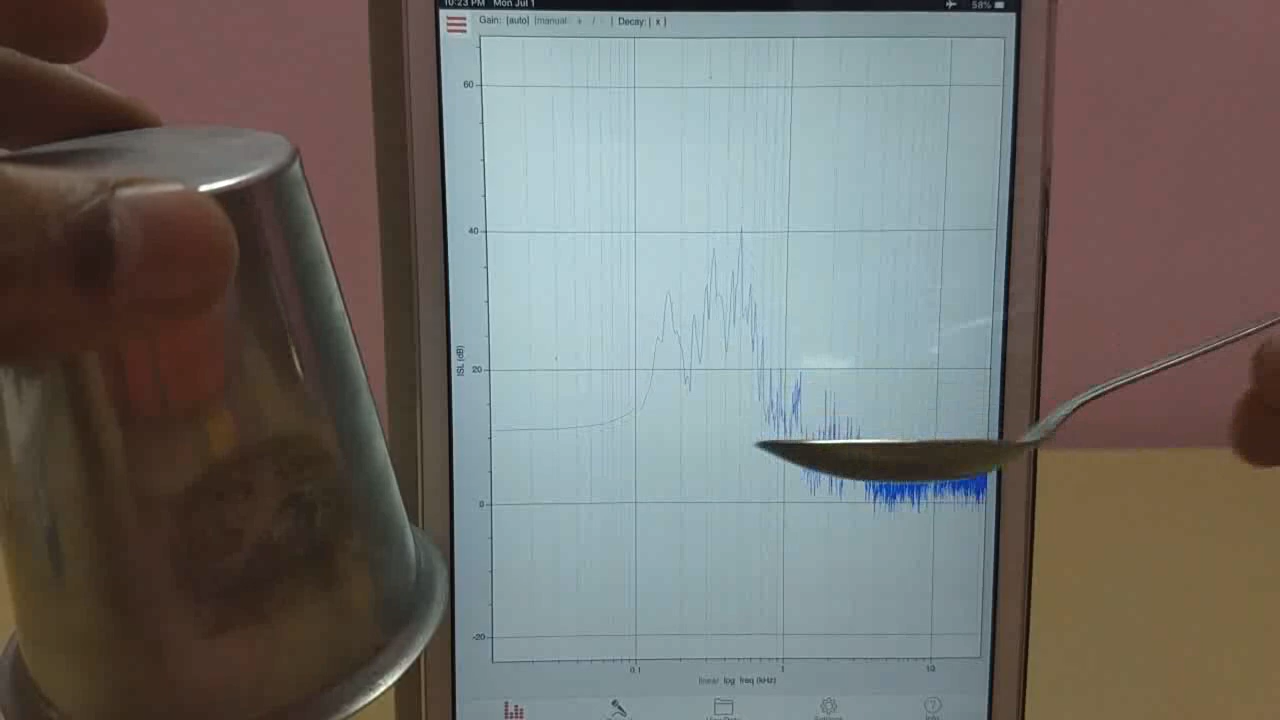 10:23 PM Mon Jul 1 58%
Gain: [auto] [manual: + / - ] Decay: [ x ]
60
40
ISL (dB)
20
0
-20
0.1 1 10
linear log freq (kHz)